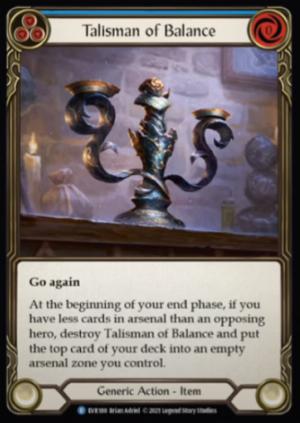 Talisman of Balance
Go again
At the beginning of your end phase, if you
have less cards in arsenal than an opposing
hero, destroy Talisman of Balance and put
the top card of your deck into an empty
arsenal zone you control.
Generic Action - Item
EVR188 Brian Adriel © 2021 Legend Story Studios